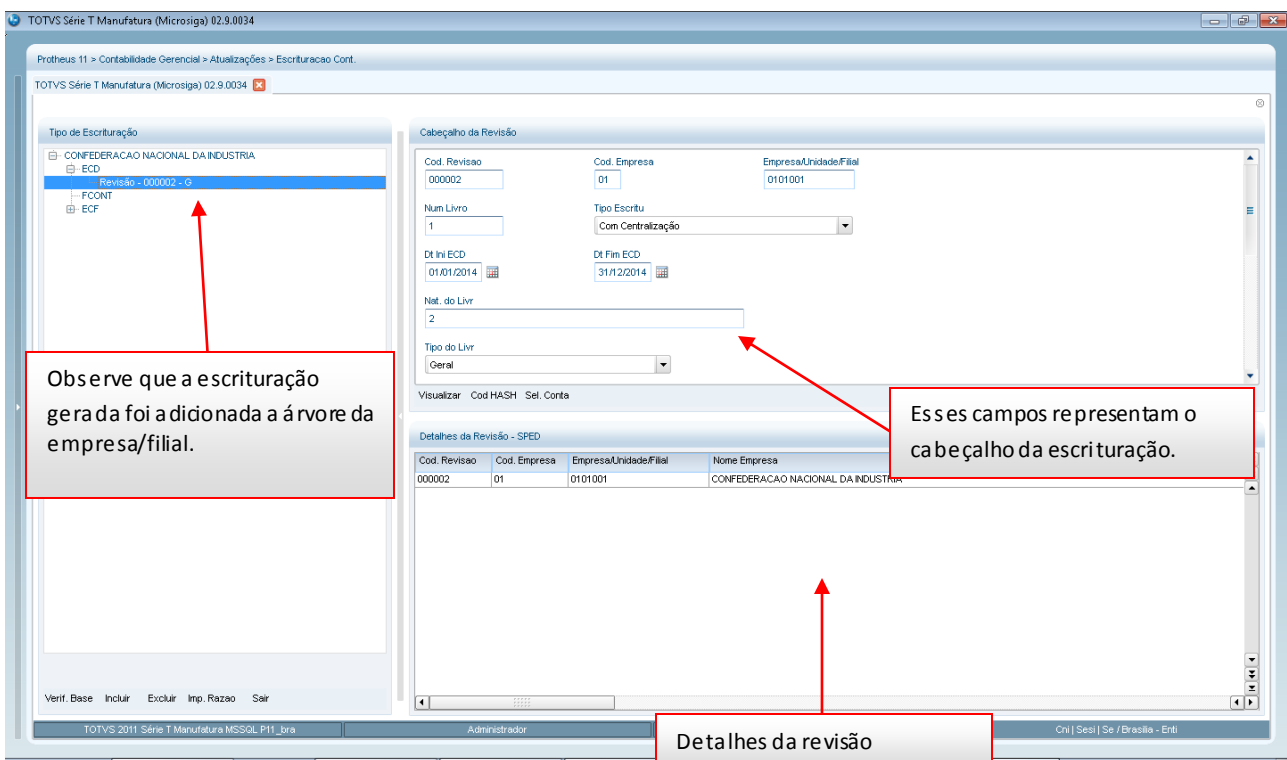 TOTVS Série T Manufatura (Microsiga) 02.9.0034
Protheus 11 > Contabilidade Gerencial > Atualizações > Escrituracao Cont.
TOTVS Série T Manufatura (Microsiga) 02.9.0034
Tipo de Escrituração
CONFEDERACAO NACIONAL DA INDUSTRIA
ECD
Revisão - 000002 - G
FCONT
ECF
Observe que a escrituração
gerada foi adicionada a árvore da
empresa/filial.
Verif. Base Incluir Excluir Imp. Razao Sair
Cabeçalho da Revisão
Cod. Revisao Cod. Empresa Empresa/Unidade/Filial
000002 01 0101001
Num Livro Tipo Escritu
1 Com Centralização
Dt Ini ECD Dt Fim ECD
01/01/2014 31/12/2014
Nat. do Livr
2
Tipo do Livr
Geral
Visualizar Cod HASH Sel. Conta
Esses campos representam o
cabeçalho da escrituração.
Detalhes da Revisão - SPED
Cod. Revisao Cod. Empresa Empresa/Unidade/Filial Nome Empresa
000002 01 0101001 CONFEDERACAO NACIONAL DA INDUSTRIA
Detalhes da revisão
TOTVS 2011 Série T Manufatura MSSQL P11_bra Administrador Cni | Sesi | Se / Brasilia - Enti